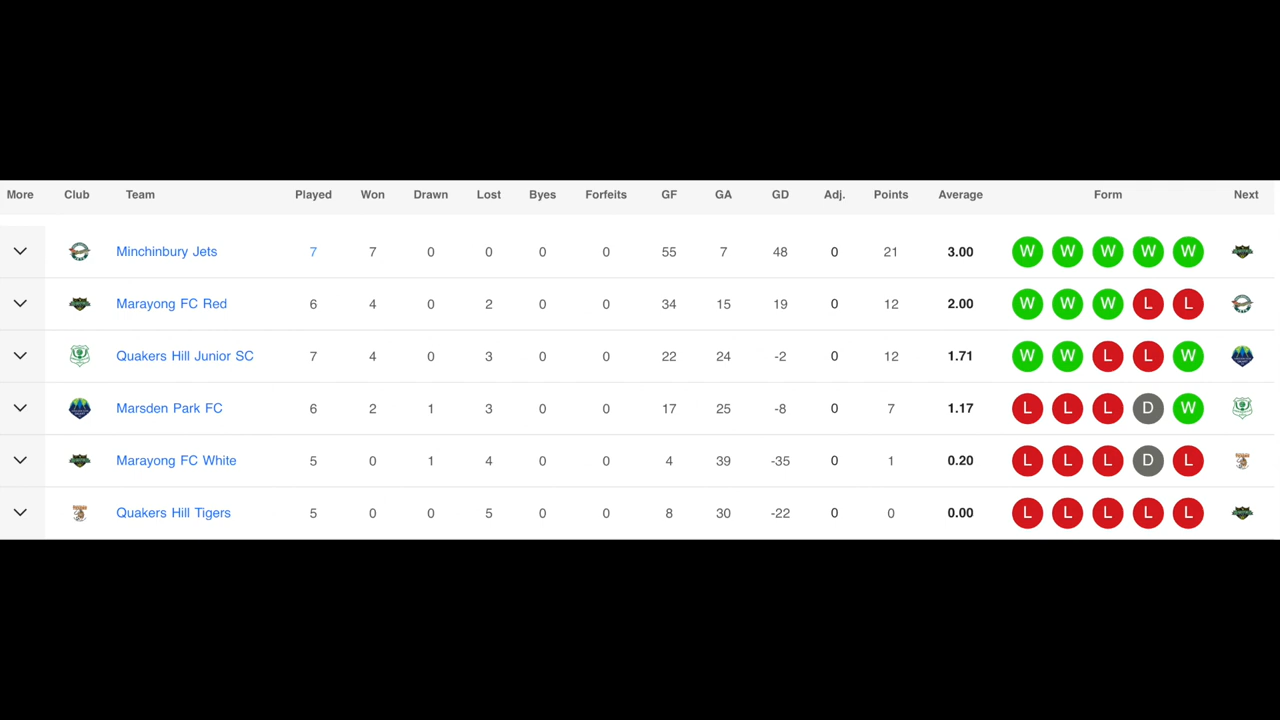 More Club Team Played Won Drawn Lost Byes Forfeits GF GA GD Adj. Points Average Form Next
Minchinbury Jets 7 7 0 0 0 0 55 7 48 0 21 3.00 W W W W W
Marayong FC Red 6 4 0 2 0 0 34 15 19 0 12 2.00 W W W L L
Quakers Hill Junior SC 7 4 0 3 0 0 22 24 -2 0 12 1.71 W W L L W
Marsden Park FC 6 2 1 3 0 0 17 25 -8 0 7 1.17 L L L D W
Marayong FC White 5 0 1 4 0 0 4 39 -35 0 1 0.20 L L L D L
Quakers Hill Tigers 5 0 0 5 0 0 8 30 -22 0 0 0.00 L L L L L